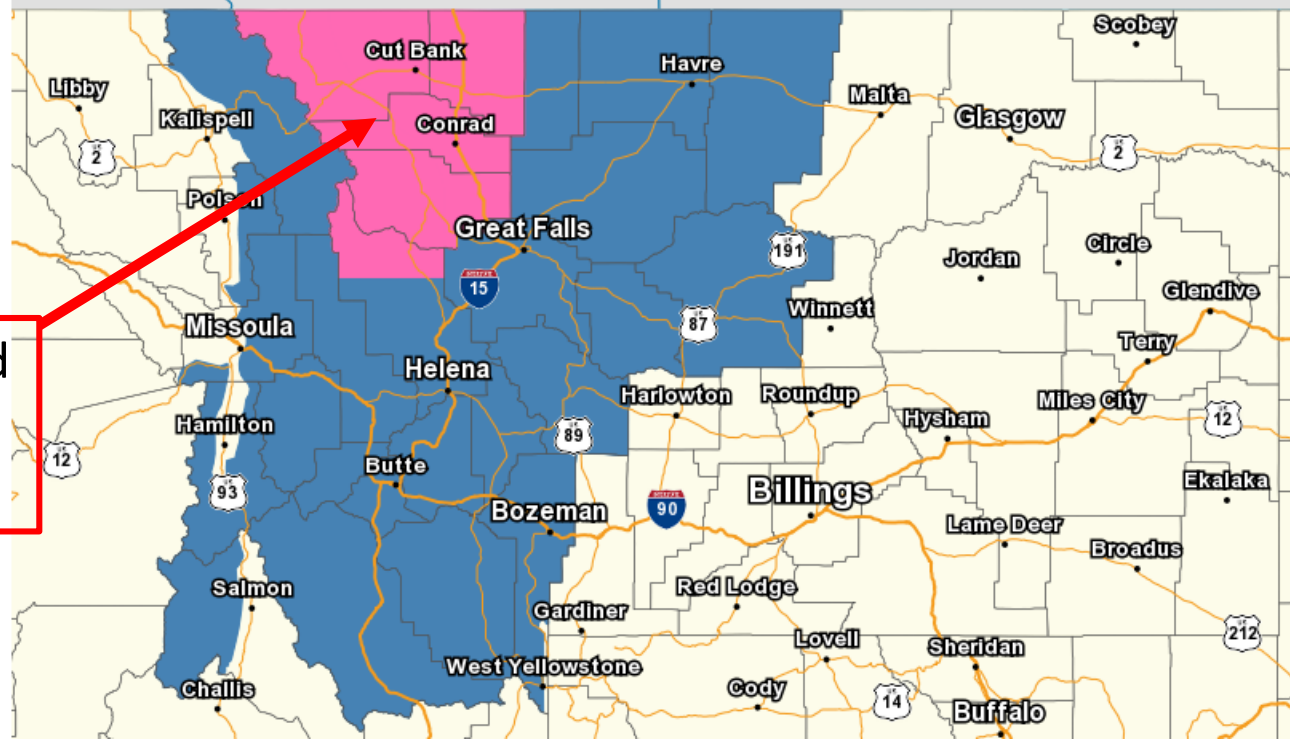 Scobey
Cut Bank
Havre
Libby
Malta
Kalispell
Glasgow
Conrad
2
2
Polson
Great Falls
Circle
191
Jordan
15
Glendive
Winnett
87
Missoula
Terry
d
Helena
Harlowton
Roundup
Miles City
Hysham
12
Hamilton
89
12
Butte
Ekalaka
93
Billings
90
Bozeman
Lame Deer
Broadus
Salmon
Red Lodge
Gardiner
212
Lovell
Sheridan
West Yellowstone
Challis
Cody
14
Buffalo